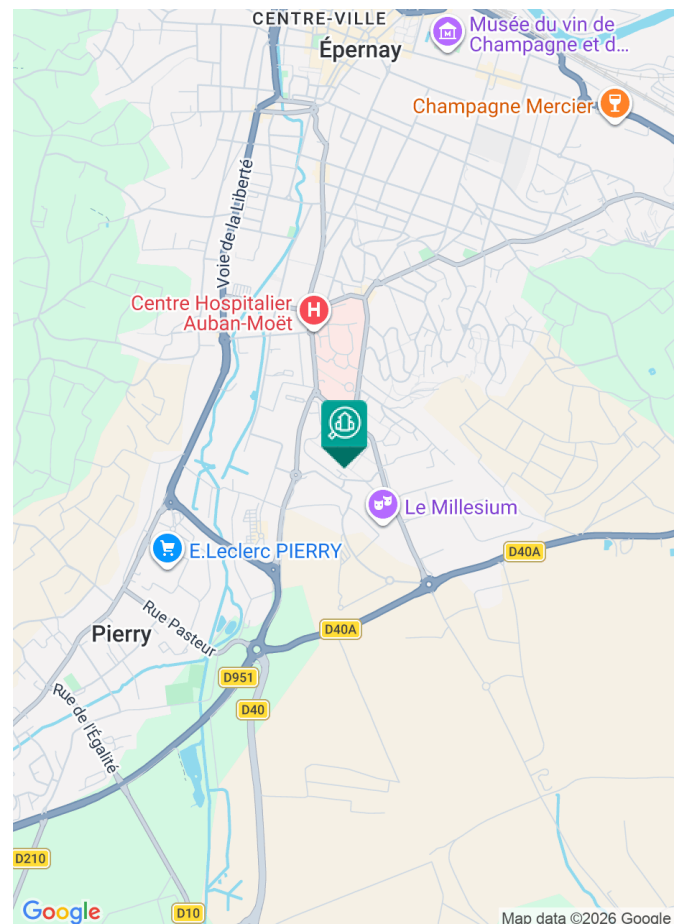 CENTRE-VILLE
Épernay
Musée du vin de
Champagne et d...
Champagne Mercier
Voie de la Liberté
Centre Hospitalier
Auban-Moët
H
Le Millesium
E.Leclerc PIERRY
D40A
Rue Pasteur
D40A
Pierry
D951
Rue de l'Égalité
D40
D210
D10
Google
Map data ©2026 Google